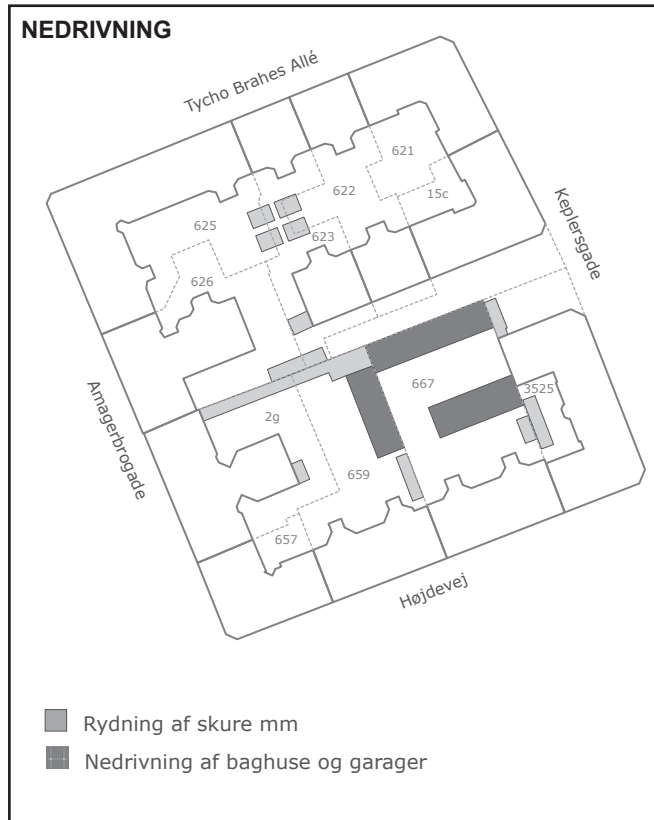 NEDRIVNING
Tycho Brahes Allé
621
622
15c
625
623
626
Keplersgade
667
3525
2g
Amagerbrogade
659
657
Højdevej
Rydning af skure mm
Nedrivning af baghuse og garager